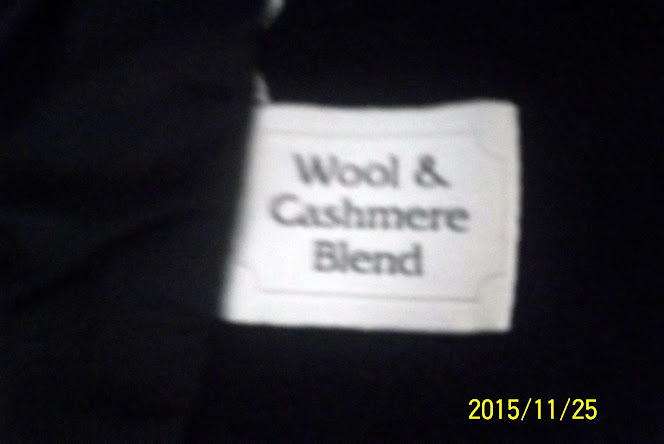 Wool &
Cashmere
Blend
2015/11/25